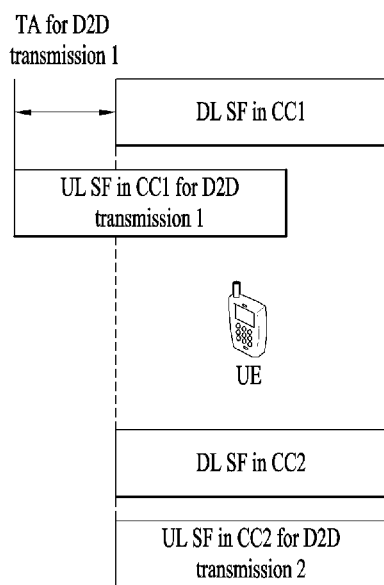 TA for D2D
transmission 1
DL SF in CC1
UL SF in CC1 for D2D
transmission 1
UE
DL SF in CC2
UL SF in CC2 for D2D
transmission 2